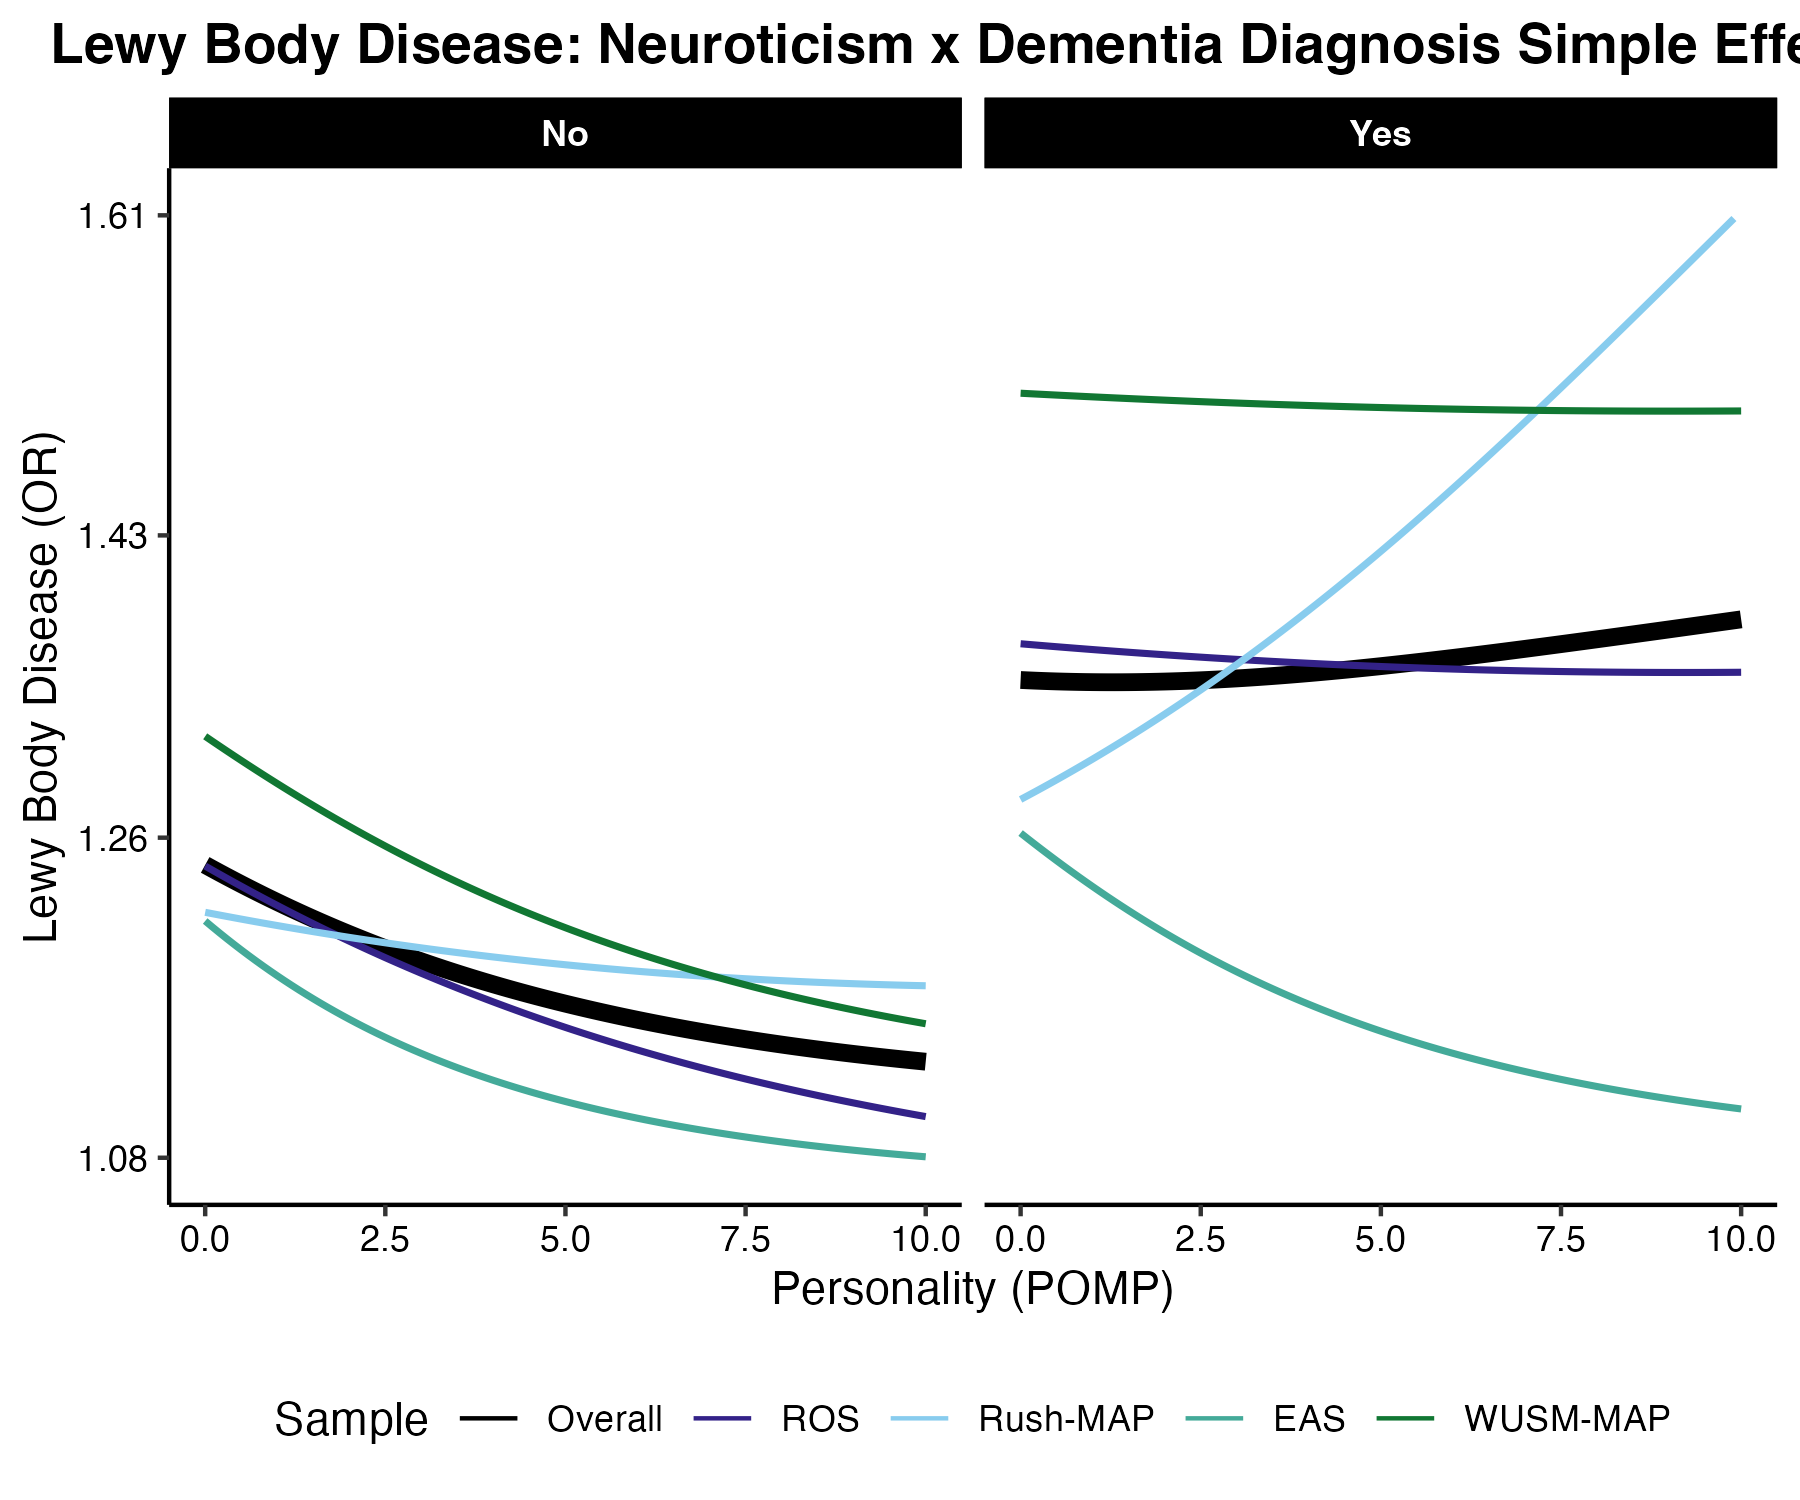 Lewy Body Disease: Neuroticism x Dementia Diagnosis Simple Effe
No
Yes
Lewy Body Disease (OR)
1.61
1.43
1.26
1.08
0.0 2.5 5.0 7.5 10.0 0.0 2.5 5.0 7.5 10.0
Personality (POMP)
Sample Overall ROS Rush-MAP EAS WUSM-MAP